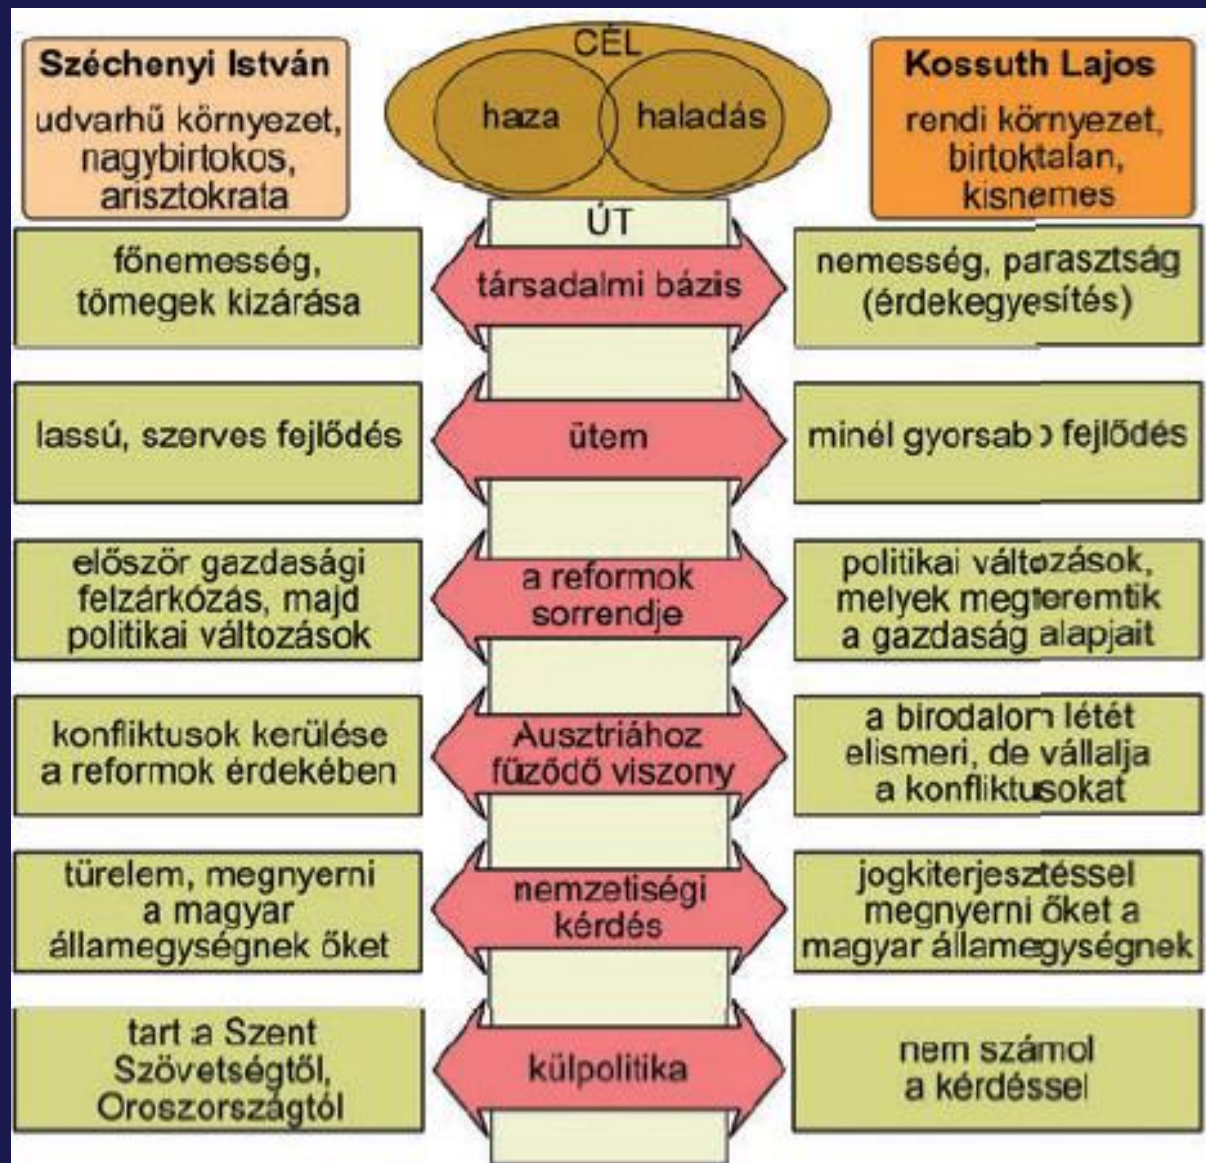 Széchenyi István
udvarhű környezet,
nagybirtokos,
arisztokrata
CÉL
haza
haladás
Kossuth Lajos
rendi környezet,
birtoktalan,
kisnemes
ÚT
főnemesség,
tömegek kizárása
társadalmi bázis
nemesség, parasztság
(érdekegyesítés)
lassú, szerves fejlődés
ütem
minél gyorsabb fejlődés
először gazdasági
felzárkózás, majd
politikai változások
a reformok
sorrendje
politikai változások,
melyek megteremtik
a gazdaság alapjait
konfliktusok kerülése
a reformok érdekében
Ausztriához
fűződő viszony
a birodalom létét
elismeri, de vállalja
a konfliktusokat
türelem, megnyerni
a magyar
államegységnek őket
nemzetiségi
kérdés
jogkiterjesztéssel
megnyerni őket a
magyar államegységnek
tart a Szent
Szövetségtől,
Oroszországtól
külpolitika
nem számol
a kérdéssel